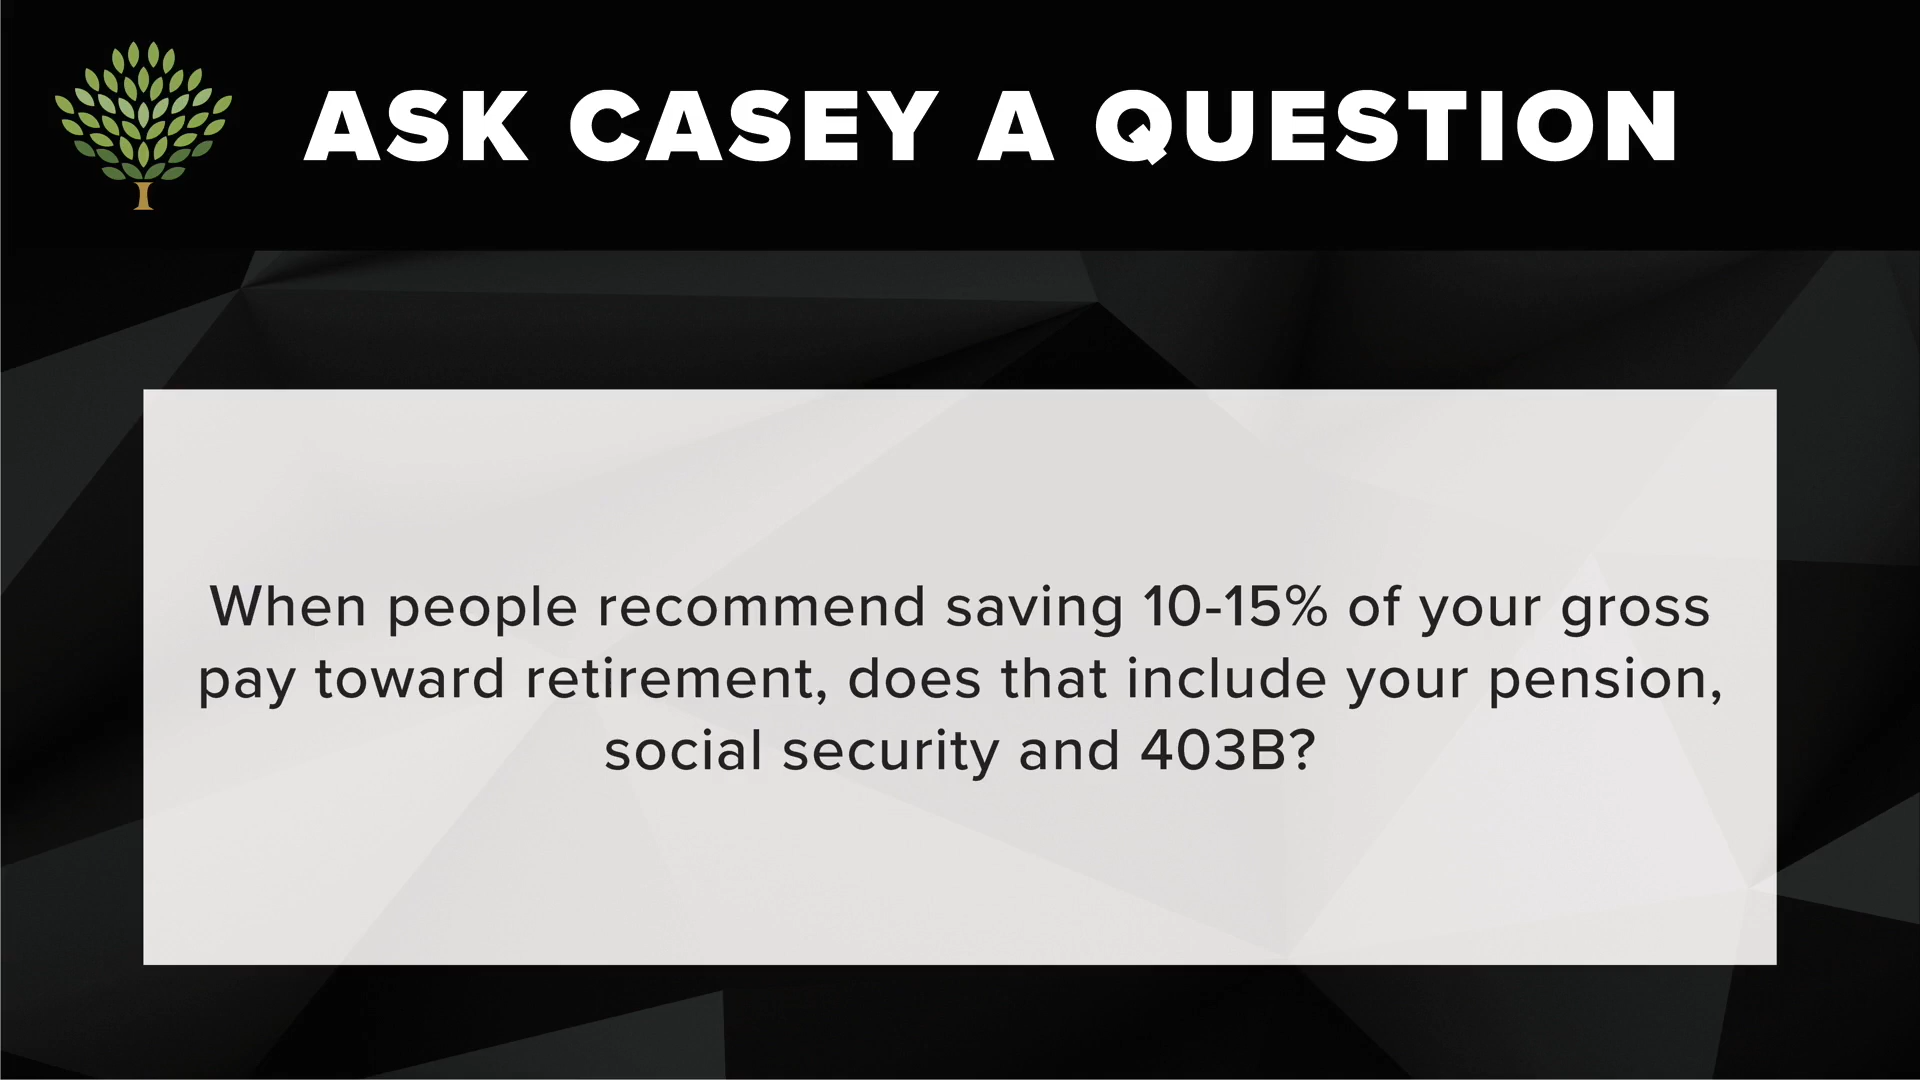 ASK CASEY A QUESTION
When people recommend saving 10-15% of your gross
pay toward retirement, does that include your pension,
social security and 403B?